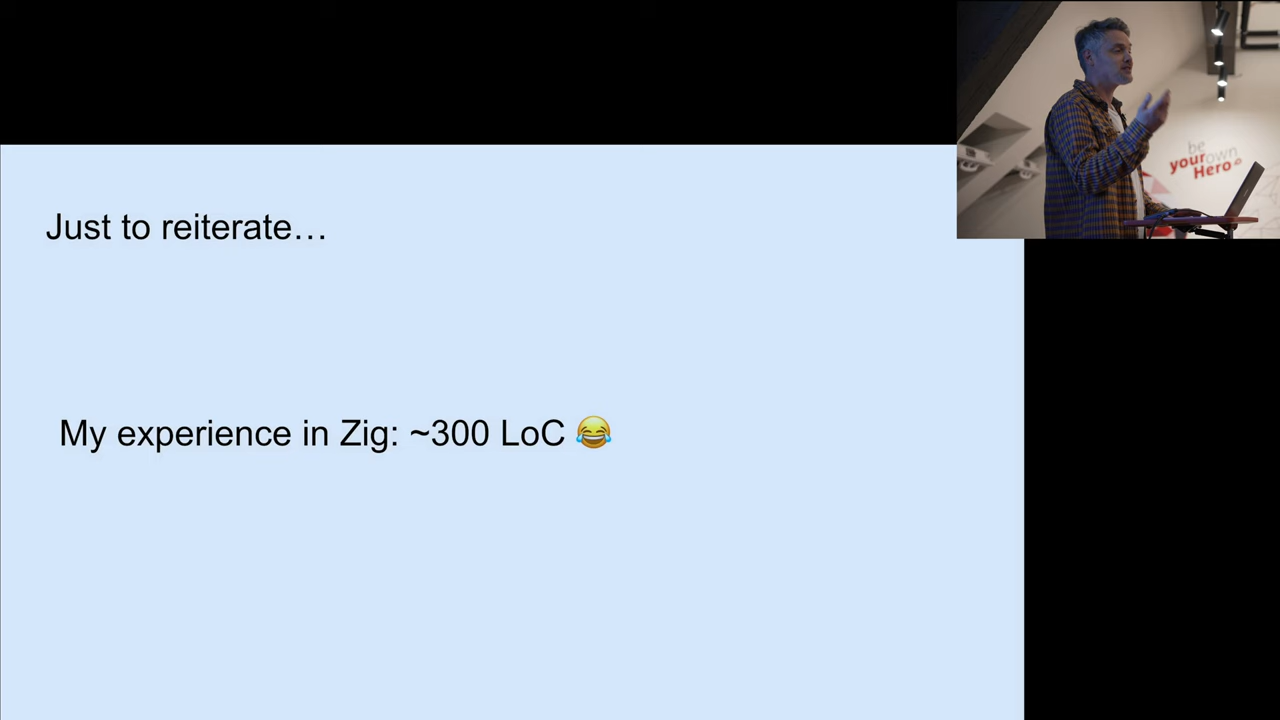 Just to reiterate…
My experience in Zig: ~300 LoC 😂
be
your own
Hero